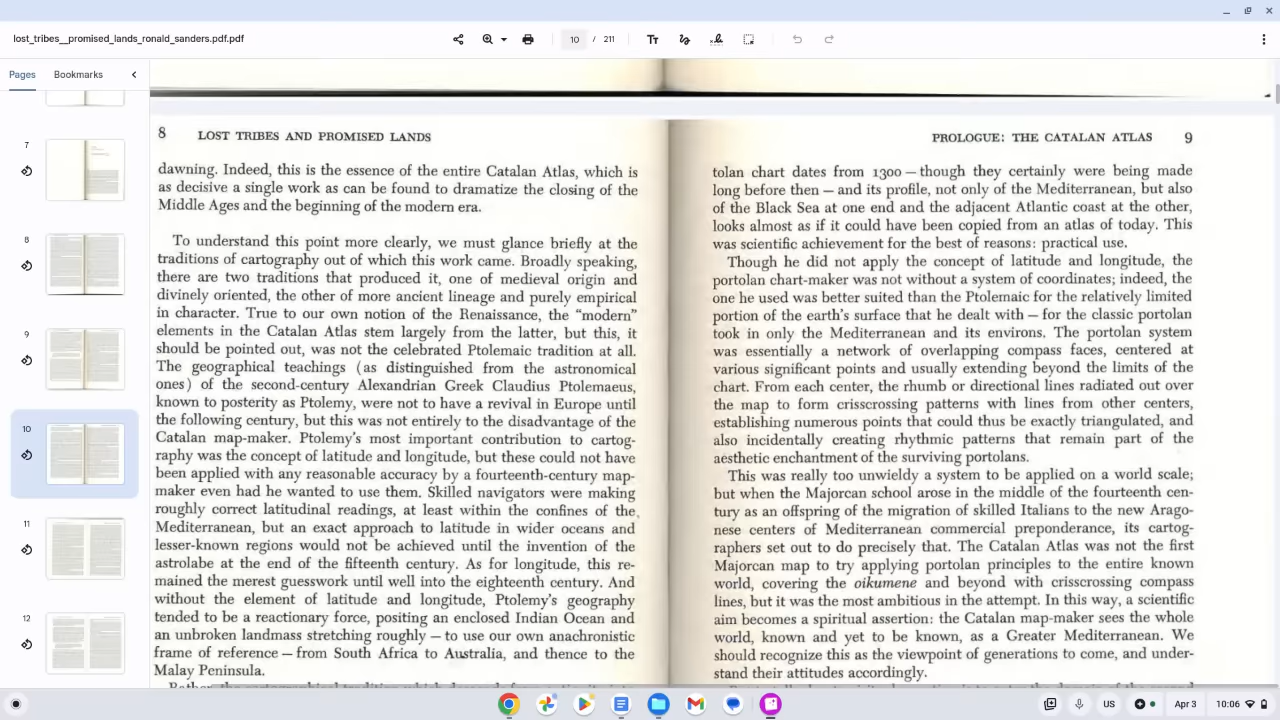 lost_tribes__promised_lands_ronald_sanders.pdf.pdf
10 / 211
Pages
Bookmarks
7
8
9
10
11
12
8 LOST TRIBES AND PROMISED LANDS
dawning. Indeed, this is the essence of the entire Catalan Atlas, which is
as decisive a single work as can be found to dramatize the closing of the
Middle Ages and the beginning of the modern era.
To understand this point more clearly, we must glance briefly at the
traditions of cartography out of which this work came. Broadly speaking,
there are two traditions that produced it, one of medieval origin and
divinely oriented, the other of more ancient lineage and purely empirical
in character. True to our own notion of the Renaissance, the “modern”
elements in the Catalan Atlas stem largely from the latter, but this, it
should be pointed out, was not the celebrated Ptolemaic tradition at all.
The geographical teachings (as distinguished from the astronomical
ones) of the second-century Alexandrian Greek Claudius Ptolemaeus,
known to posterity as Ptolemy, were not to have a revival in Europe until
the following century, but this was not entirely to the disadvantage of the
Catalan map-maker. Ptolemy's most important contribution to cartog-
raphy was the concept of latitude and longitude, but these could not have
been applied with any reasonable accuracy by a fourteenth-century map-
maker even had he wanted to use them. Skilled navigators were making
roughly correct latitudinal readings, at least within the confines of the
Mediterranean, but an exact approach to latitude in wider oceans and
lesser-known regions would not be achieved until the invention of the
astrolabe at the end of the fifteenth century. As for longitude, this re-
mained the merest guesswork until well into the eighteenth century. And
without the element of latitude and longitude, Ptolemy's geography
tended to be a reactionary force, positing an enclosed Indian Ocean and
an unbroken landmass stretching roughly — to use our own anachronistic
frame of reference — from South Africa to Australia, and thence to the
Malay Peninsula.
PROLOGUE: THE CATALAN ATLAS 9
tolan chart dates from 1300 — though they certainly were being made
long before then — and its profile, not only of the Mediterranean, but also
of the Black Sea at one end and the adjacent Atlantic coast at the other,
looks almost as if it could have been copied from an atlas of today. This
was scientific achievement for the best of reasons: practical use.
Though he did not apply the concept of latitude and longitude, the
portolan chart-maker was not without a system of coordinates; indeed, the
one he used was better suited than the Ptolemaic for the relatively limited
portion of the earth's surface that he dealt with — for the classic portolan
took in only the Mediterranean and its environs. The portolan system
was essentially a network of overlapping compass faces, centered at
various significant points and usually extending beyond the limits of the
chart. From each center, the rhumb or directional lines radiated out over
the map to form crisscrossing patterns with lines from other centers,
establishing numerous points that could thus be exactly triangulated, and
also incidentally creating rhythmic patterns that remain part of the
aesthetic enchantment of the surviving portolans.
This was really too unwieldy a system to be applied on a world scale;
but when the Majorcan school arose in the middle of the fourteenth cen-
tury as an offspring of the migration of skilled Italians to the new Arago-
nese centers of Mediterranean commercial preponderance, its cartog-
raphers set out to do precisely that. The Catalan Atlas was not the first
Majorcan map to try applying portolan principles to the entire known
world, covering the oikumene and beyond with crisscrossing compass
lines, but it was the most ambitious in the attempt. In this way, a scientific
aim becomes a spiritual assertion: the Catalan map-maker sees the whole
world, known and yet to be known, as a Greater Mediterranean. We
should recognize this as the viewpoint of generations to come, and under-
stand their attitudes accordingly.
US
Apr 3
10:06